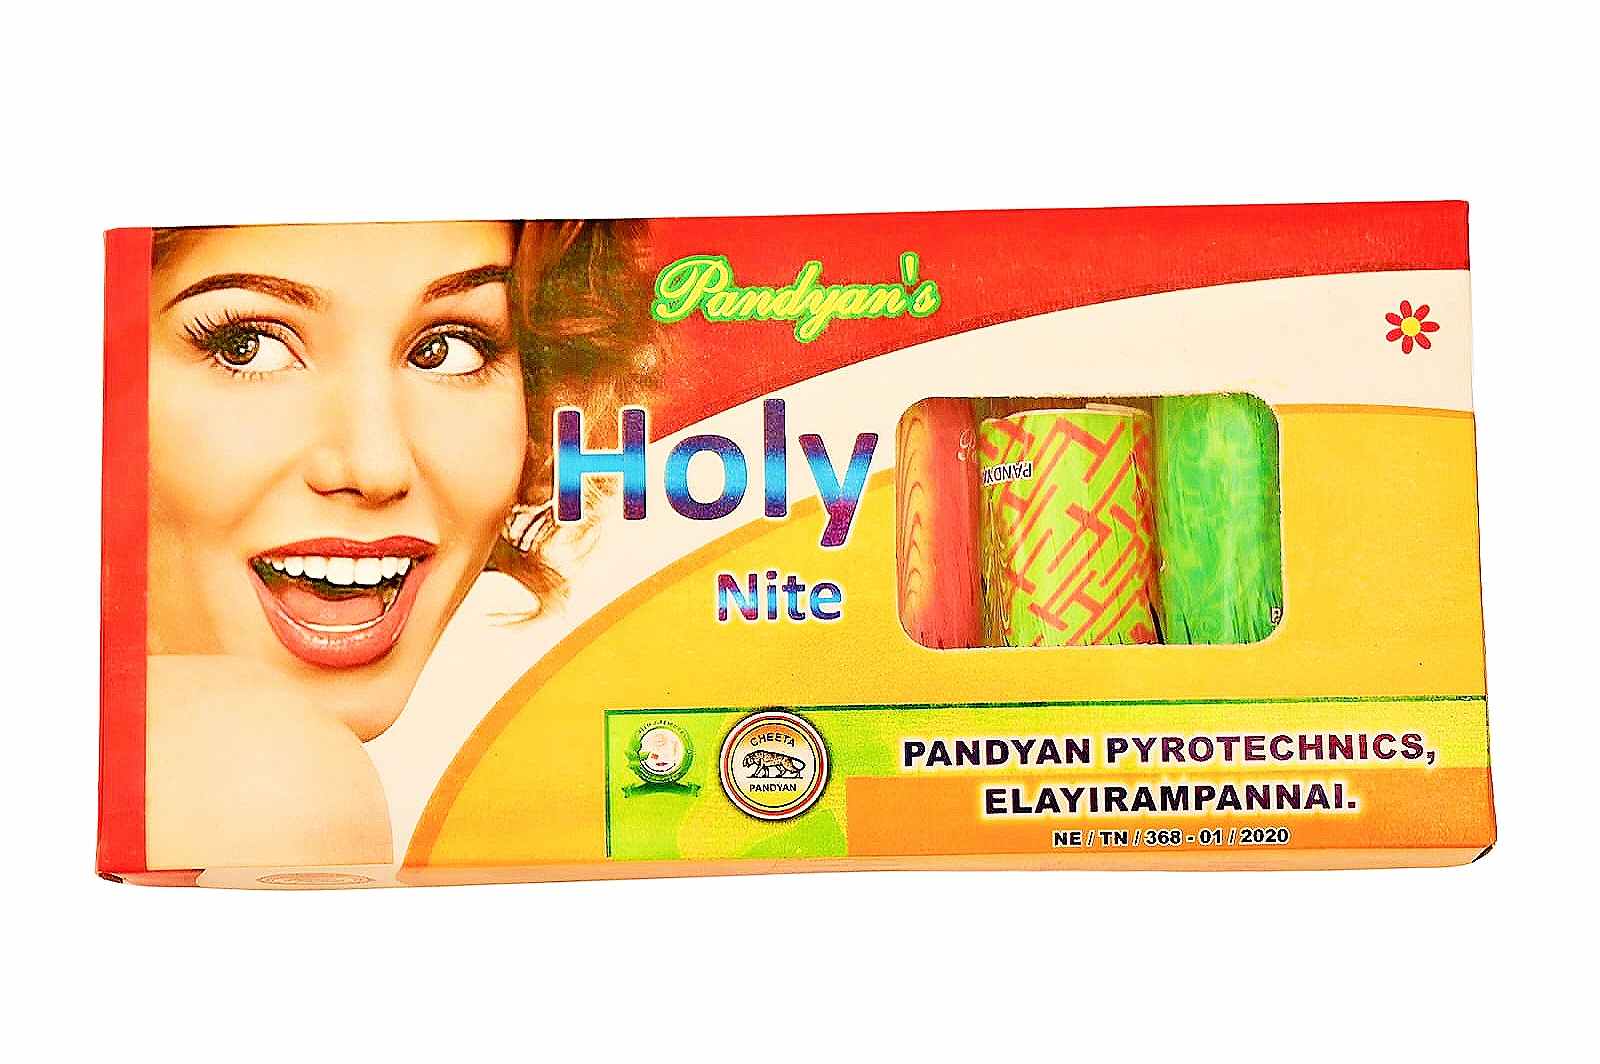 Pandyan's
Holy
Nite
CHEETA
PANDYAN
PANDYAN PYROTECHNICS,
ELAYIRAMPANNAI.
NE / TN / 368 - 01 / 2020